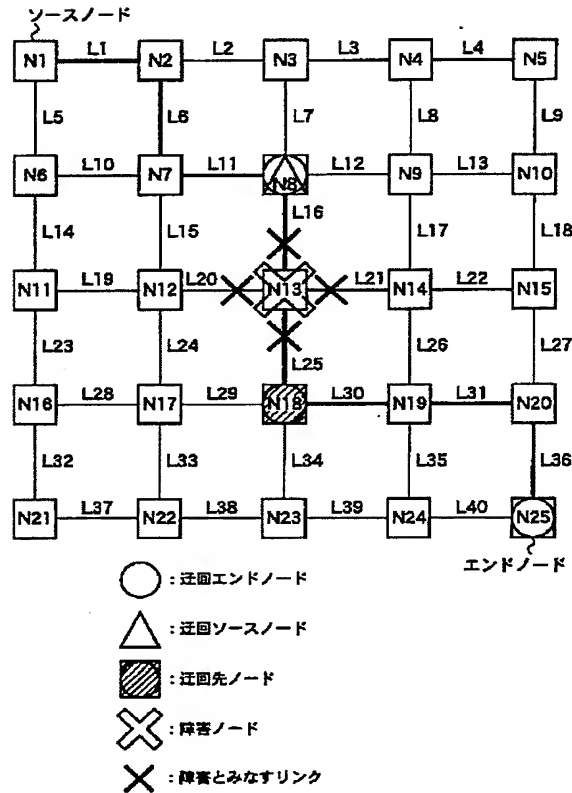 ソースノード
N1 L1 N2 L2 N3 L3 N4 L4 N5
L5 L6 L7 L8 L9
N6 L10 N7 L11 N8 L12 N9 L13 N10
L14 L15 L16 L17 L18
N11 L19 N12 L20 N13 L21 N14 L22 N15
L23 L24 L25 L26 L27
N16 L28 N17 L29 N18 L30 N19 L31 N20
L32 L33 L34 L35 L36
N21 L37 N22 L38 N23 L39 N24 L40 N25
エンドノード
:迂回エンドノード
:迂回ソースノード
:迂回先ノード
:障害ノード
:障害とみなすリンク